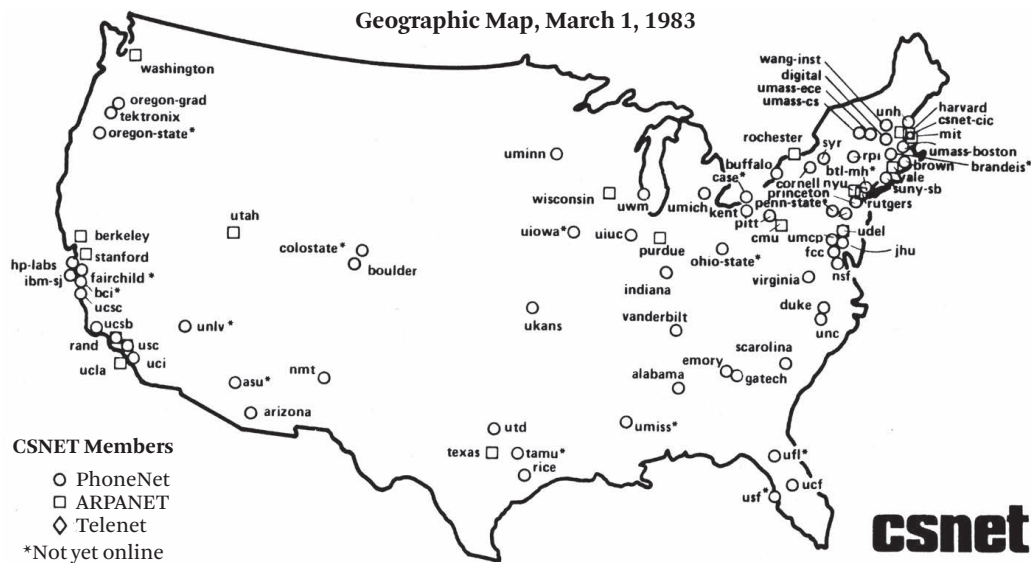 Geographic Map, March 1, 1983
washington
oregon-grad
tektronix
oregon-state*
uminn
wisconsin
uwm
umich
wang-inst
digital
umass-ece
umass-cs
unh
harvard
csnet-cic
mit
umass-boston
brandeis*
rochester
syr
rpi
brown
buffalo
case*
cornell
btl-mh*
nyu
yale
suny-sb
princeton
rutgers
penn-state*
kent
pitt
cmu
udel
umcp
jhu
fcc
nsf
utah
berkeley
stanford
hp-labs
fairchild*
ibm-sj
bci*
ucsc
colostate*
boulder
uiowa*
uiuc
purdue
ohio-state*
indiana
virginia
ucsb
rand
usc
ucla
uci
unlv*
ukans
vanderbilt
duke
unc
scarolina
emory
gatech
alabama
nmt
asu*
arizona
utd
texas
tamu*
rice
umiss*
ufl*
ucf
usf*
CSNET Members
PhoneNet
ARPANET
Telenet
*Not yet online
csnet